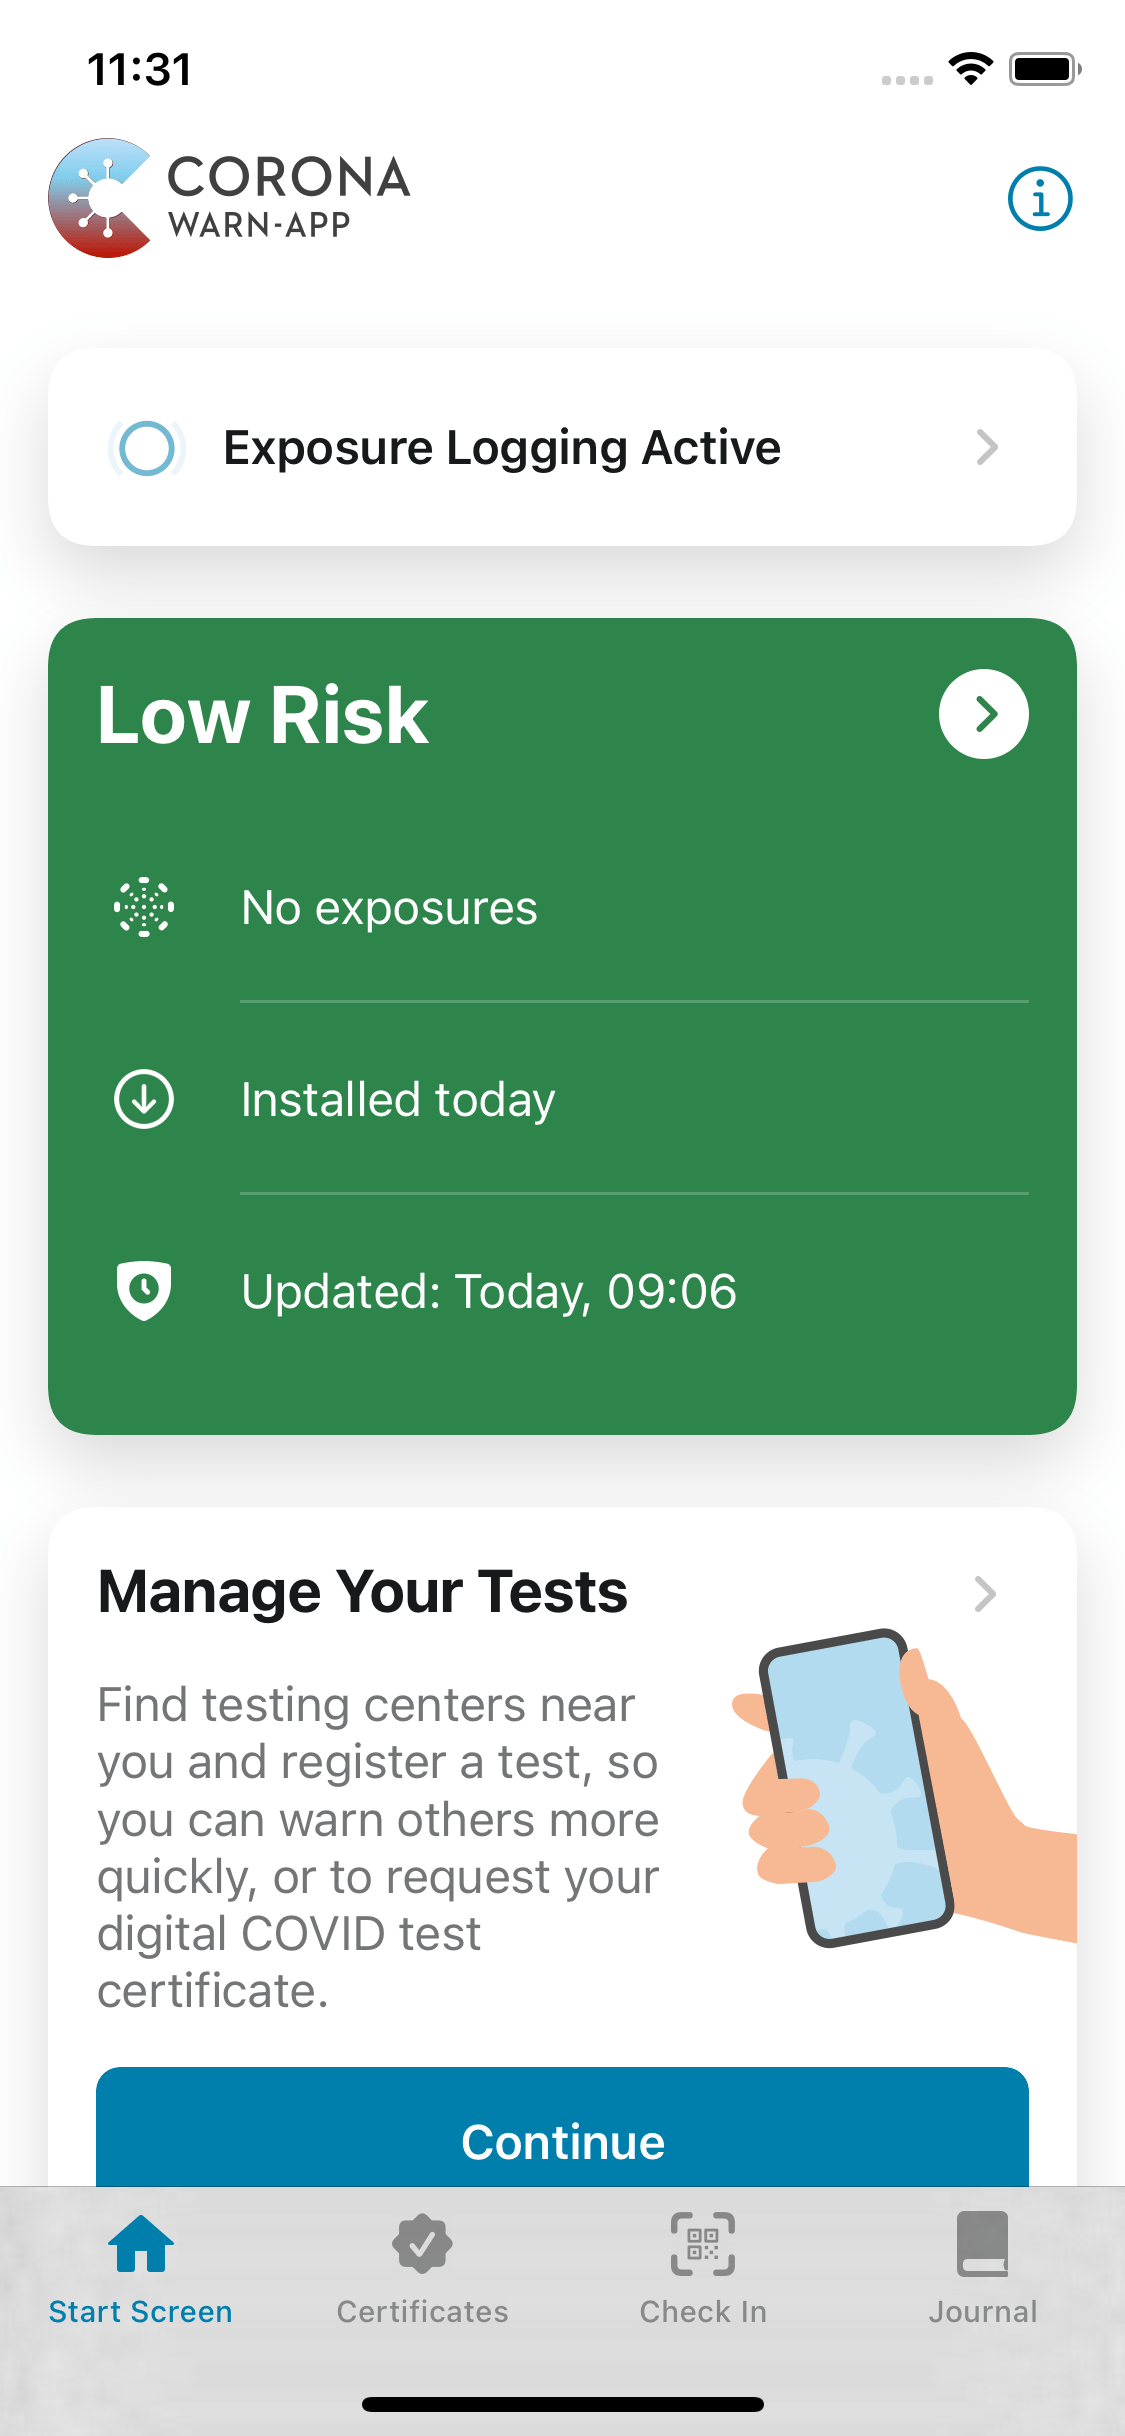 11:31
CORONA
WARN-APP
Exposure Logging Active
Low Risk
No exposures
Installed today
Updated: Today, 09:06
Manage Your Tests
Find testing centers near
you and register a test, so
you can warn others more
quickly, or to request your
digital COVID test
certificate.
Continue
Start Screen
Certificates
Check In
Journal